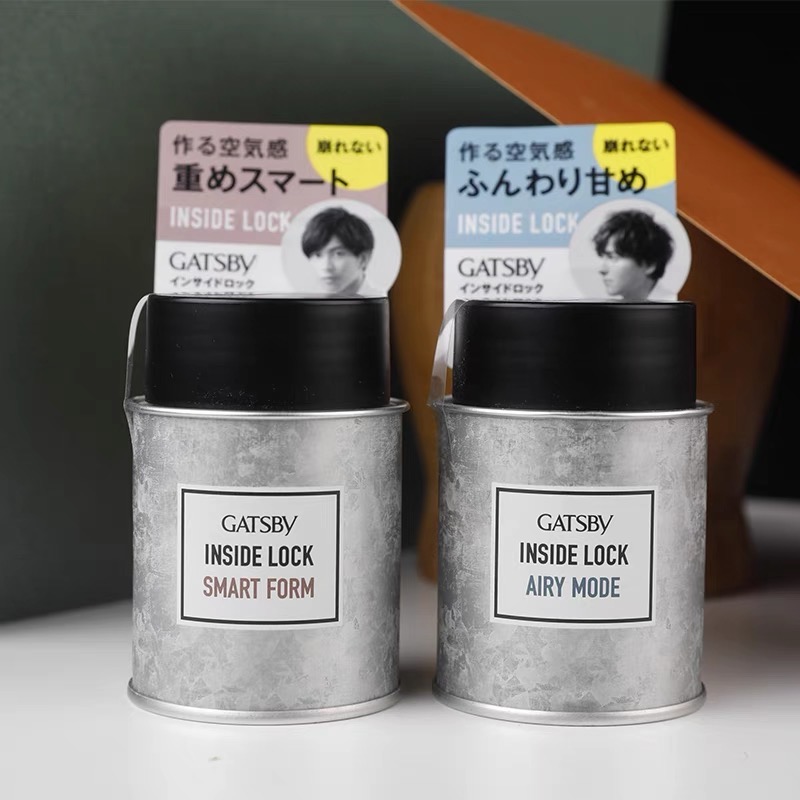 作る空気感
崩れない
重めスマート
INSIDE LOCK
GATSBY
インサイドロック
作る空気感
崩れない
ふんわり甘め
INSIDE LOCK
GATSBY
インサイドロック
GATSBY
INSIDE LOCK
SMART FORM
GATSBY
INSIDE LOCK
AIRY MODE